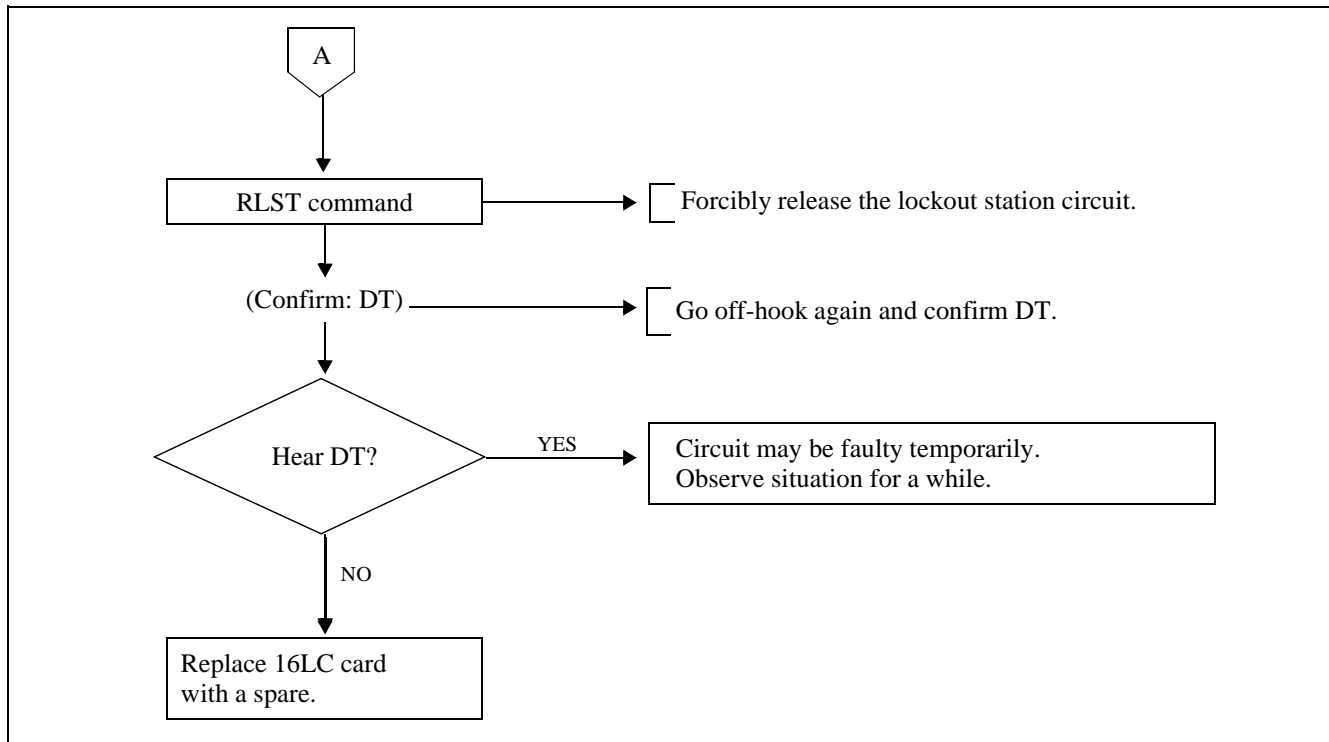 A
RLST command
Forcibly release the lockout station circuit.
(Confirm: DT)
Go off-hook again and confirm DT.
Hear DT?
YES
Circuit may be faulty temporarily.
Observe situation for a while.
NO
Replace 16LC card
with a spare.